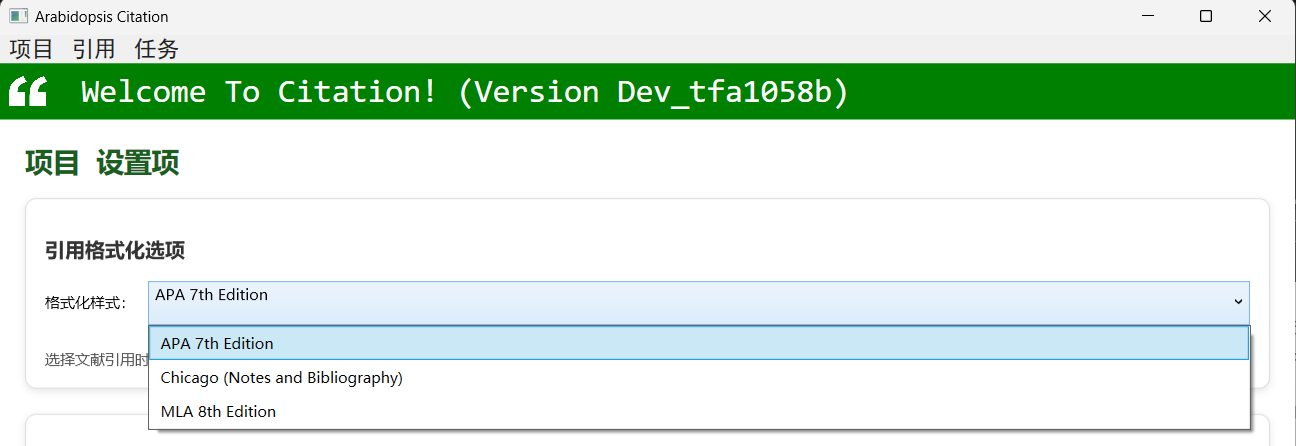 Arabidopsis Citation
项目 引用 任务
Welcome To Citation! (Version Dev_tfa1058b)
项目 设置项
引用格式化选项
格式化样式: APA 7th Edition
APA 7th Edition
选择文献引用时
Chicago (Notes and Bibliography)
MLA 8th Edition